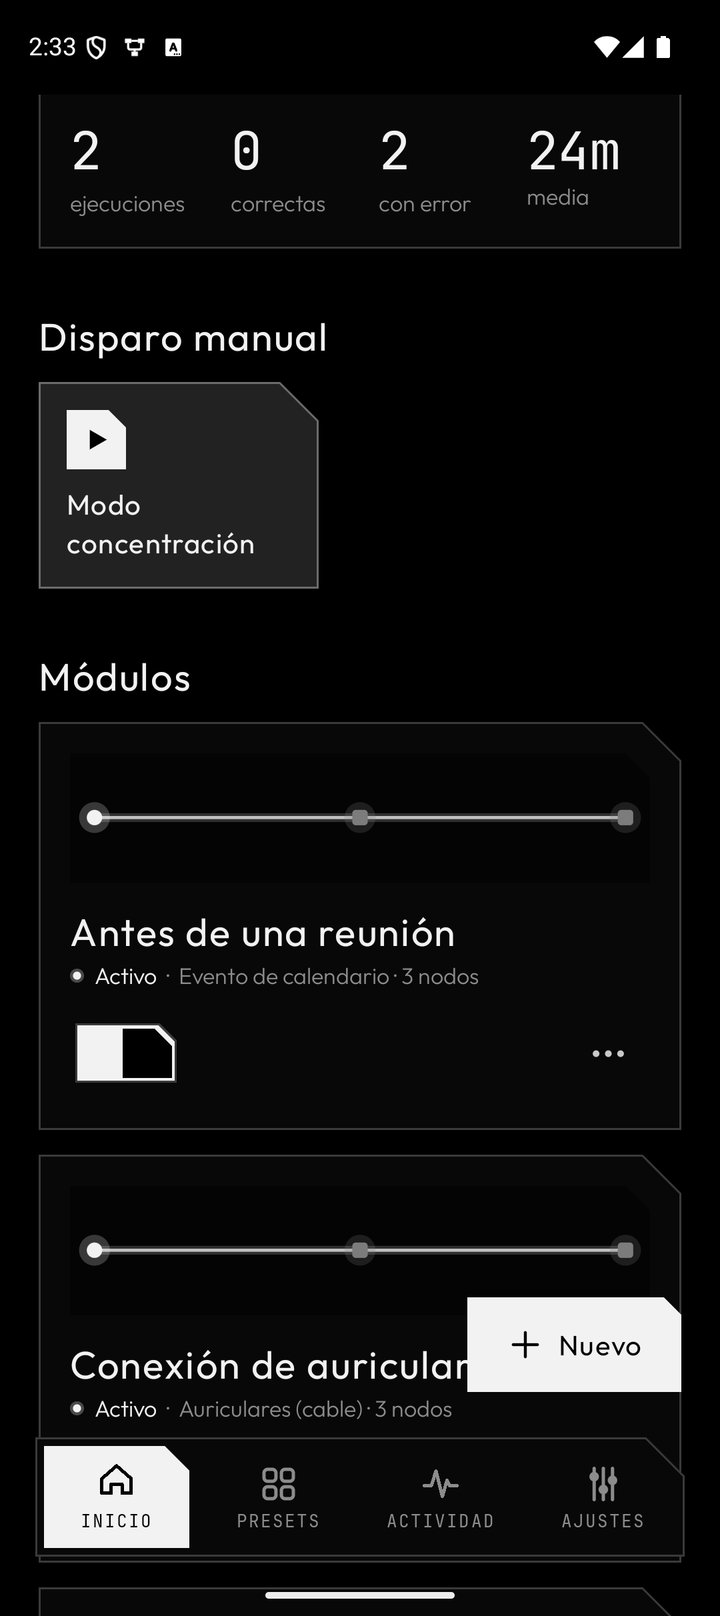 2:33
2
0
2
24m
ejecuciones
correctas
con error
media
Disparo manual
Modo
concentración
Módulos
Antes de una reunión
Activo · Evento de calendario · 3 nodos
Conexión de auricular
Nuevo
Activo · Auriculares (cable) · 3 nodos
INICIO
PRESETS
ACTIVIDAD
AJUSTES